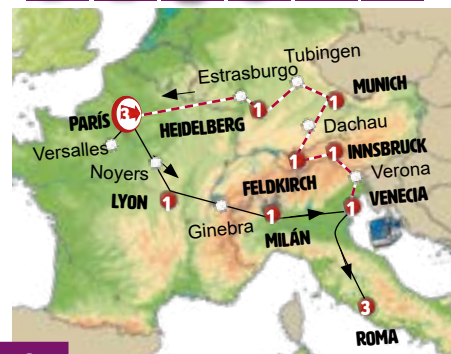 Tubingen
Estrasburgo
MUNICH
1
PARÍS
3
HEIDELBERG
1
Dachau
Versalles
INNSBRUCK
1
Noyers
FELDKIRCH
1
Verona
LYON
1
VENECIA
1
Ginebra
1
MILÁN
3
ROMA